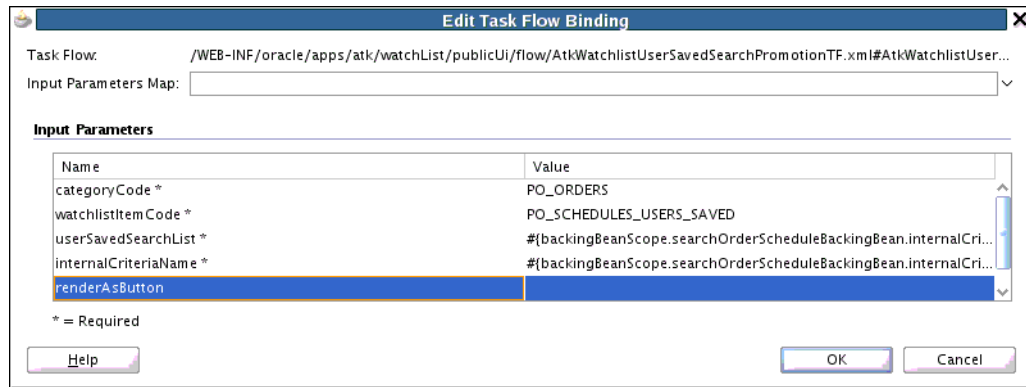 Edit Task Flow Binding
Task Flow: /WEB-INF/oracle/apps/atk/watchList/publicUi/flow/AtkWatchlistUserSavedSearchPromotionTF.xml#AtkWatchlistUser...
Input Parameters Map:
Input Parameters
Name Value
categoryCode * PO_ORDERS
watchlistItemCode * PO_SCHEDULES_USERS_SAVED
userSavedSearchList * #{backingBeanScope.searchOrderScheduleBackingBean.internalCri...
internalCriteriaName * #{backingBeanScope.searchOrderScheduleBackingBean.internalCri...
renderAsButton
* = Required
Help OK Cancel